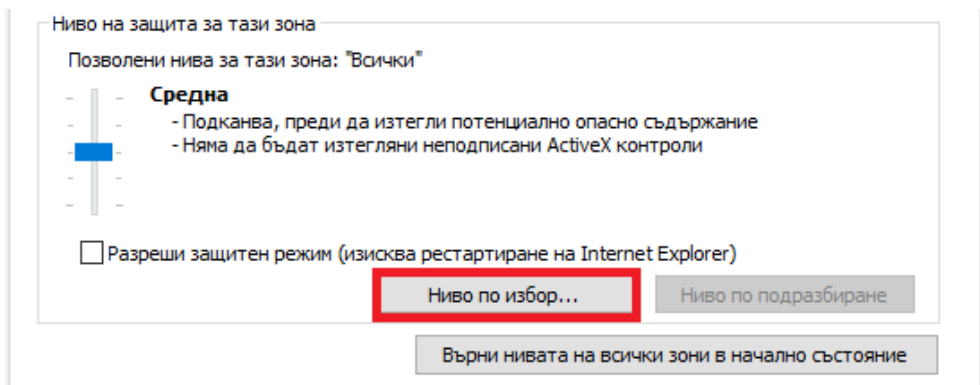 Ниво на защита за тази зона
Позволени нива за тази зона: "Всички"
Средна
- Подканва, преди да изтегли потенциално опасно съдържание
- Няма да бъдат изтегляни неподписани ActiveX контроли
Разреши защитен режим (изисква рестартиране на Internet Explorer)
Ниво по избор... Ниво по подразбиране
Върни нивата на всички зони в начално състояние